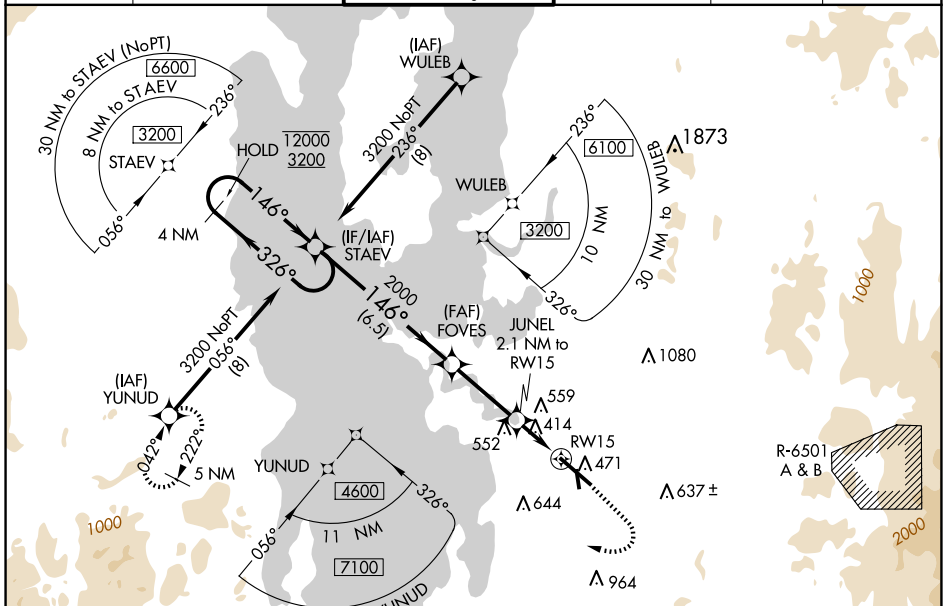 30 NM to STAEV (NoPT)
6600
8 NM to STAEV
236°
3200
STAEV
056°
HOLD
12000
3200
4 NM
146°
326°
(IF/IAF)
STAEV
(IAF)
WULEB
3200 NoPT
236°
(8)
236°
6100
1873
WULEB
3200
10 NM
30 NM to WULEB
326°
2000
146°
(6.5)
(FAF)
FOVES
JUNEL
2.1 NM to
RW15
1080
1000
3200 NoPT
056°
(8)
(IAF)
YUNUD
042°
222°
5 NM
559
414
552
RW15
471
R-6501
A & B
637±
644
964
2000
1000
YUNUD
4600
326°
056°
11 NM
7100
YUNUD